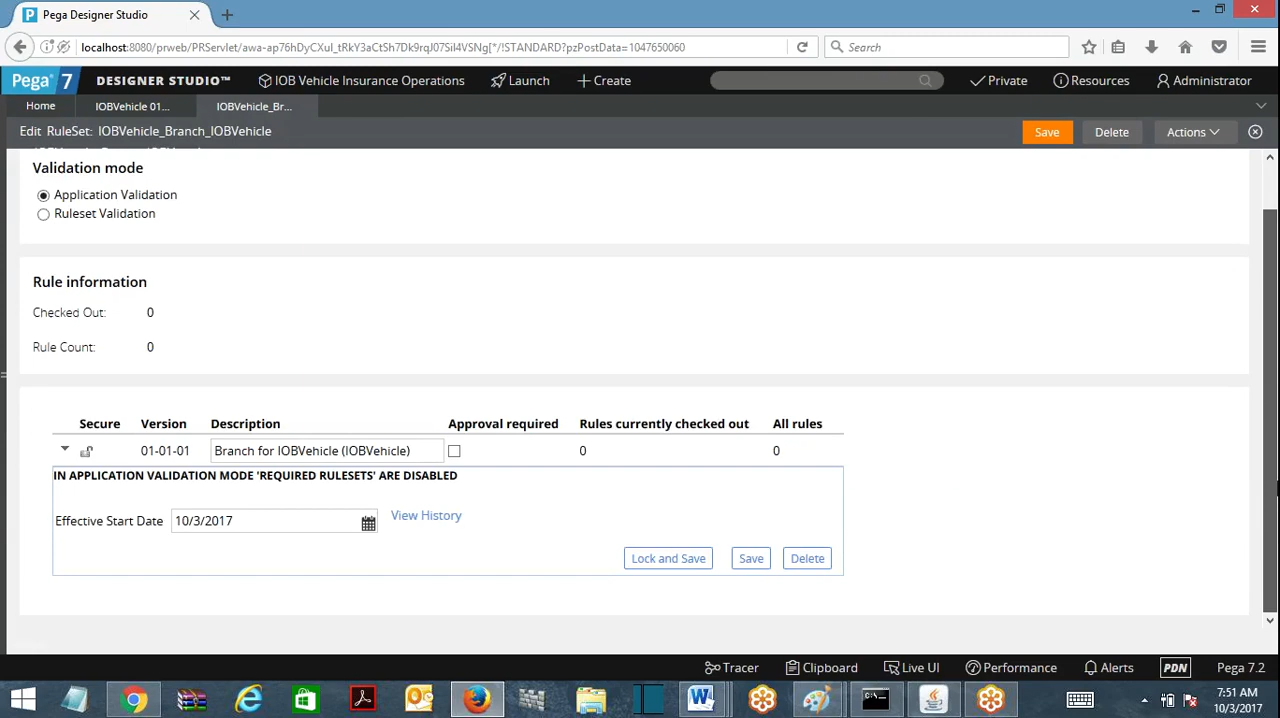 Pega Designer Studio
localhost:8080/prweb/PRServlet/awa-ap76hDyCXuI_tRkY3aCtSh7Dk9rqJ07Sil4VSNg[*/!STANDARD?pzPostData=1047650060
Search
Pega 7 DESIGNER STUDIO™ IOB Vehicle Insurance Operations Launch Create Private Resources Administrator
Home IOBVehicle 01... IOBVehicle_Br...
Edit RuleSet: IOBVehicle_Branch_IOBVehicle Save Delete Actions
Validation mode
Application Validation
Ruleset Validation
Rule information
Checked Out: 0
Rule Count: 0
Secure Version Description Approval required Rules currently checked out All rules
01-01-01 Branch for IOBVehicle (IOBVehicle) 0 0
IN APPLICATION VALIDATION MODE 'REQUIRED RULESETS' ARE DISABLED
Effective Start Date 10/3/2017 View History
Lock and Save Save Delete
Tracer Clipboard Live UI Performance Alerts PDN Pega 7.2
7:51 AM
10/3/2017